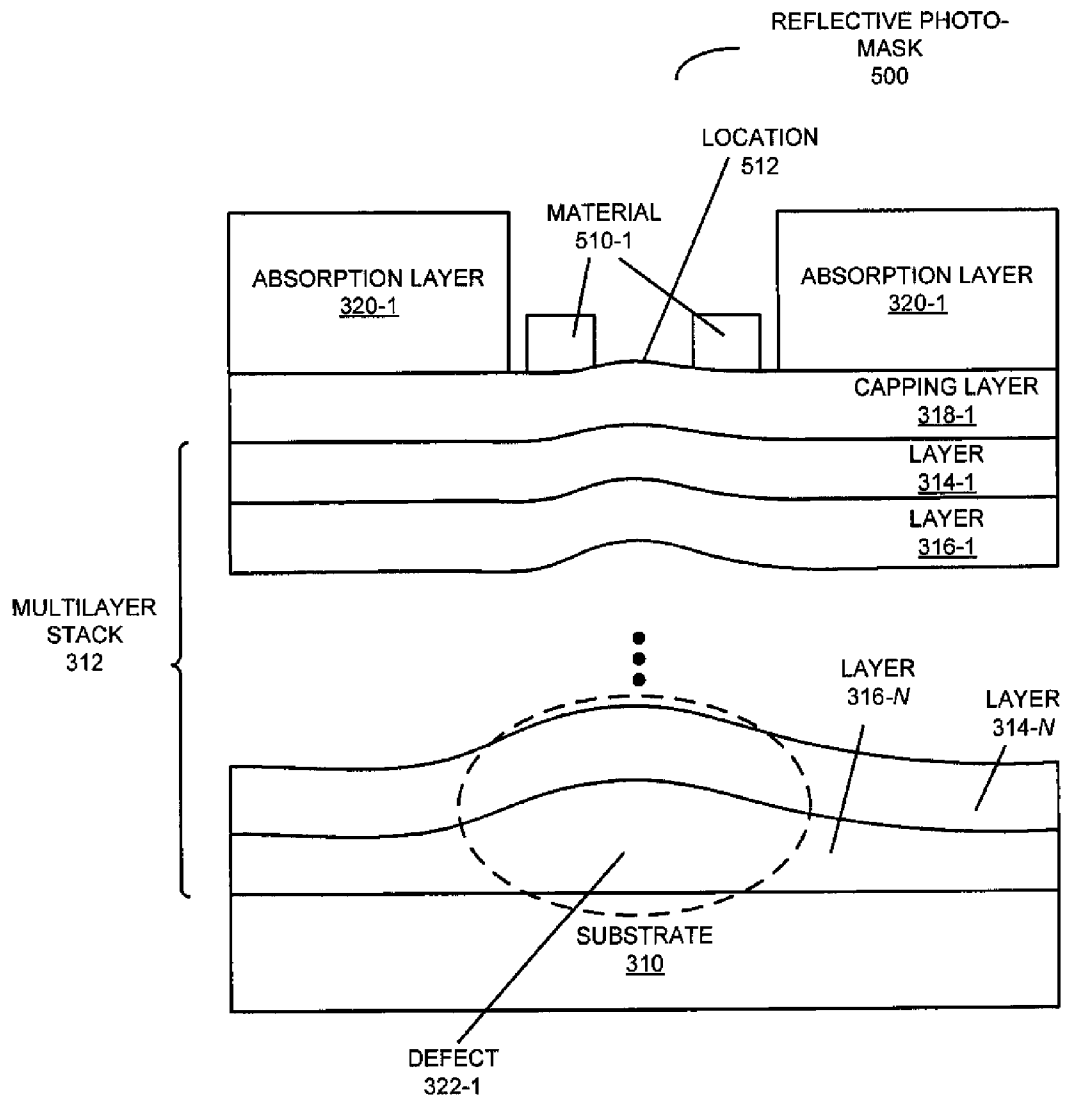 REFLECTIVE PHOTO-
MASK
500
LOCATION
512
MATERIAL
510-1
ABSORPTION LAYER
320-1
ABSORPTION LAYER
320-1
CAPPING LAYER
318-1
LAYER
314-1
LAYER
316-1
MULTILAYER
STACK
312
LAYER
316-N
LAYER
314-N
SUBSTRATE
310
DEFECT
322-1